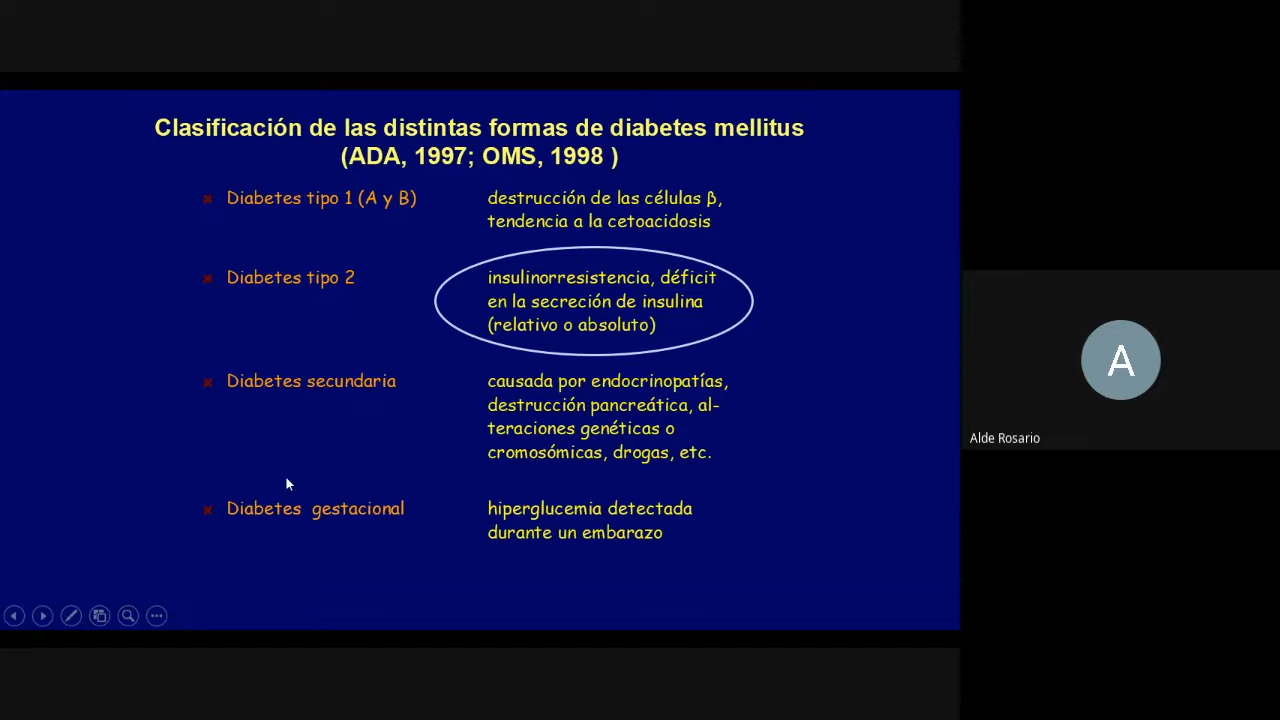 Clasificación de las distintas formas de diabetes mellitus
(ADA, 1997; OMS, 1998 )
Diabetes tipo 1 (A y B)
destrucción de las células β,
tendencia a la cetoacidosis
Diabetes tipo 2
insulinorresistencia, déficit
en la secreción de insulina
(relativo o absoluto)
Diabetes secundaria
causada por endocrinopatías,
destrucción pancreática, al-
teraciones genéticas o
cromosómicas, drogas, etc.
Diabetes gestacional
hiperglucemia detectada
durante un embarazo
A
Alde Rosario